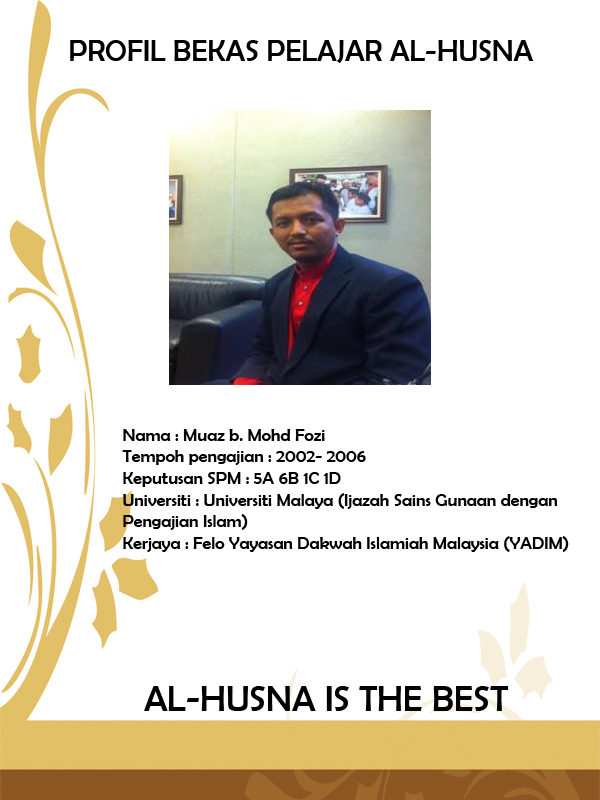 PROFIL BEKAS PELAJAR AL-HUSNA
Nama : Muaz b. Mohd Fozi
Tempoh pengajian : 2002- 2006
Keputusan SPM : 5A 6B 1C 1D
Universiti : Universiti Malaya (Ijazah Sains Gunaan dengan
Pengajian Islam)
Kerjaya : Felo Yayasan Dakwah Islamiah Malaysia (YADIM)
AL-HUSNA IS THE BEST